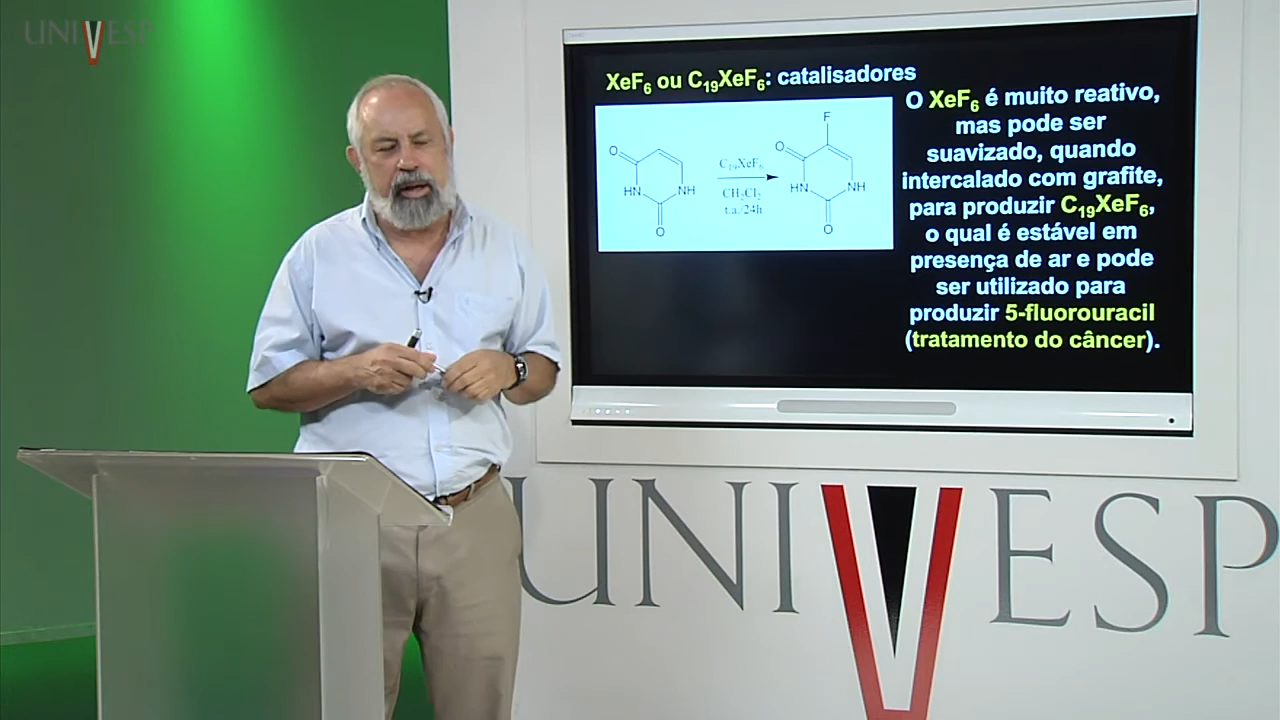 UNIVESP
XeF6 ou C19XeF6: catalisadores
O XeF6 é muito reativo,
mas pode ser
suavizado, quando
intercalado com grafite,
para produzir C19XeF6,
o qual é estável em
presença de ar e pode
ser utilizado para
produzir 5-fluorouracil
(tratamento do câncer).
F
O
HN
NH
O
C19XeF6
CH2Cl2
t.a./24h
O
HN
NH
O
UNIVESP